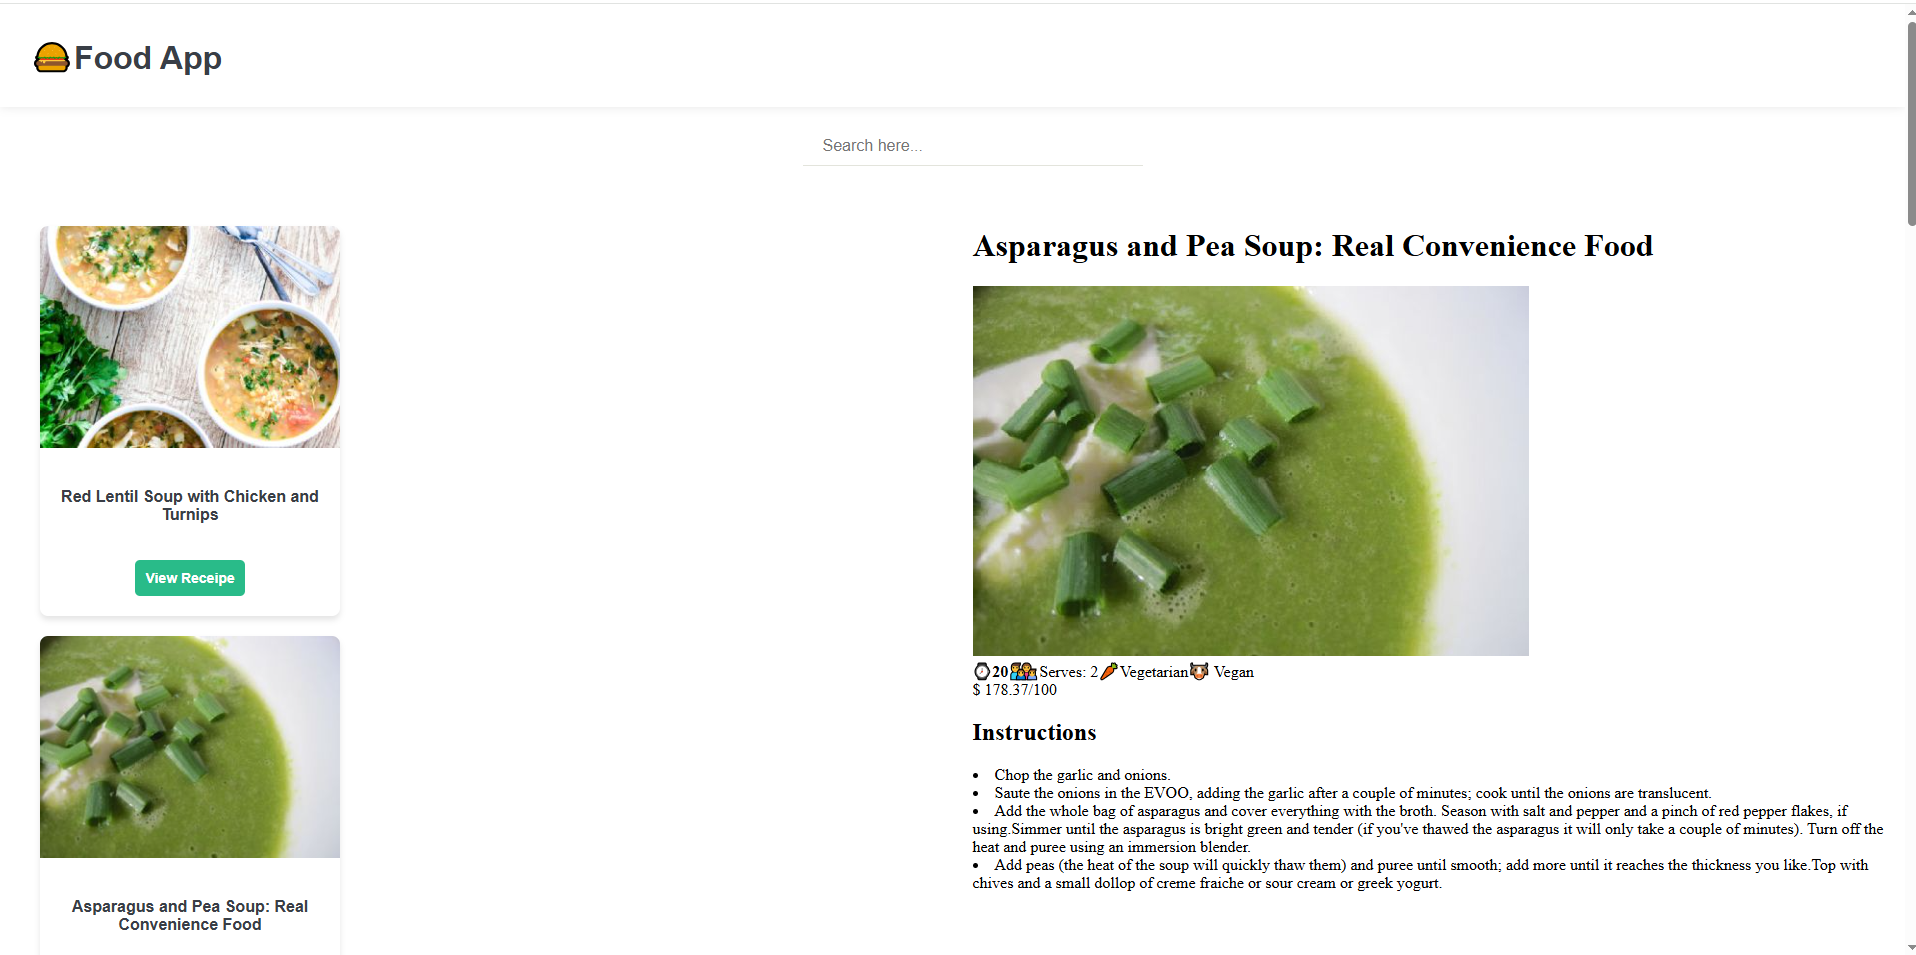 Food App
Search here...
Red Lentil Soup with Chicken and
Turnips
View Receipe
Asparagus and Pea Soup: Real
Convenience Food
Asparagus and Pea Soup: Real Convenience Food
20 Serves: 2 Vegetarian Vegan
$ 178.37/100
Instructions
• Chop the garlic and onions.
• Saute the onions in the EVOO, adding the garlic after a couple of minutes; cook until the onions are translucent.
• Add the whole bag of asparagus and cover everything with the broth. Season with salt and pepper and a pinch of red pepper flakes, if
using.Simmer until the asparagus is bright green and tender (if you've thawed the asparagus it will only take a couple of minutes). Turn off the
heat and puree using an immersion blender.
• Add peas (the heat of the soup will quickly thaw them) and puree until smooth; add more until it reaches the thickness you like.Top with
chives and a small dollop of creme fraiche or sour cream or greek yogurt.